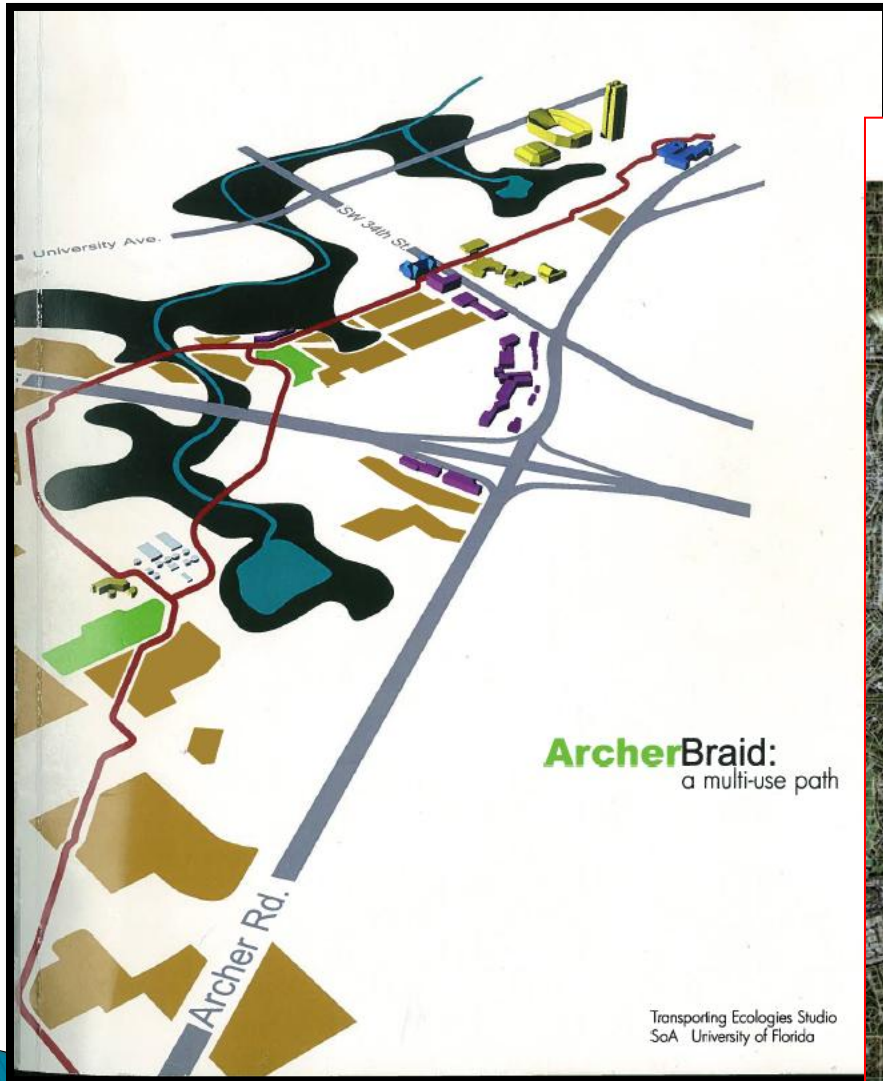 University Ave.
SW 34th St.
ArcherBraid:
a multi-use path
Archer Rd.
Transporting Ecologies Studio
SoA University of Florida